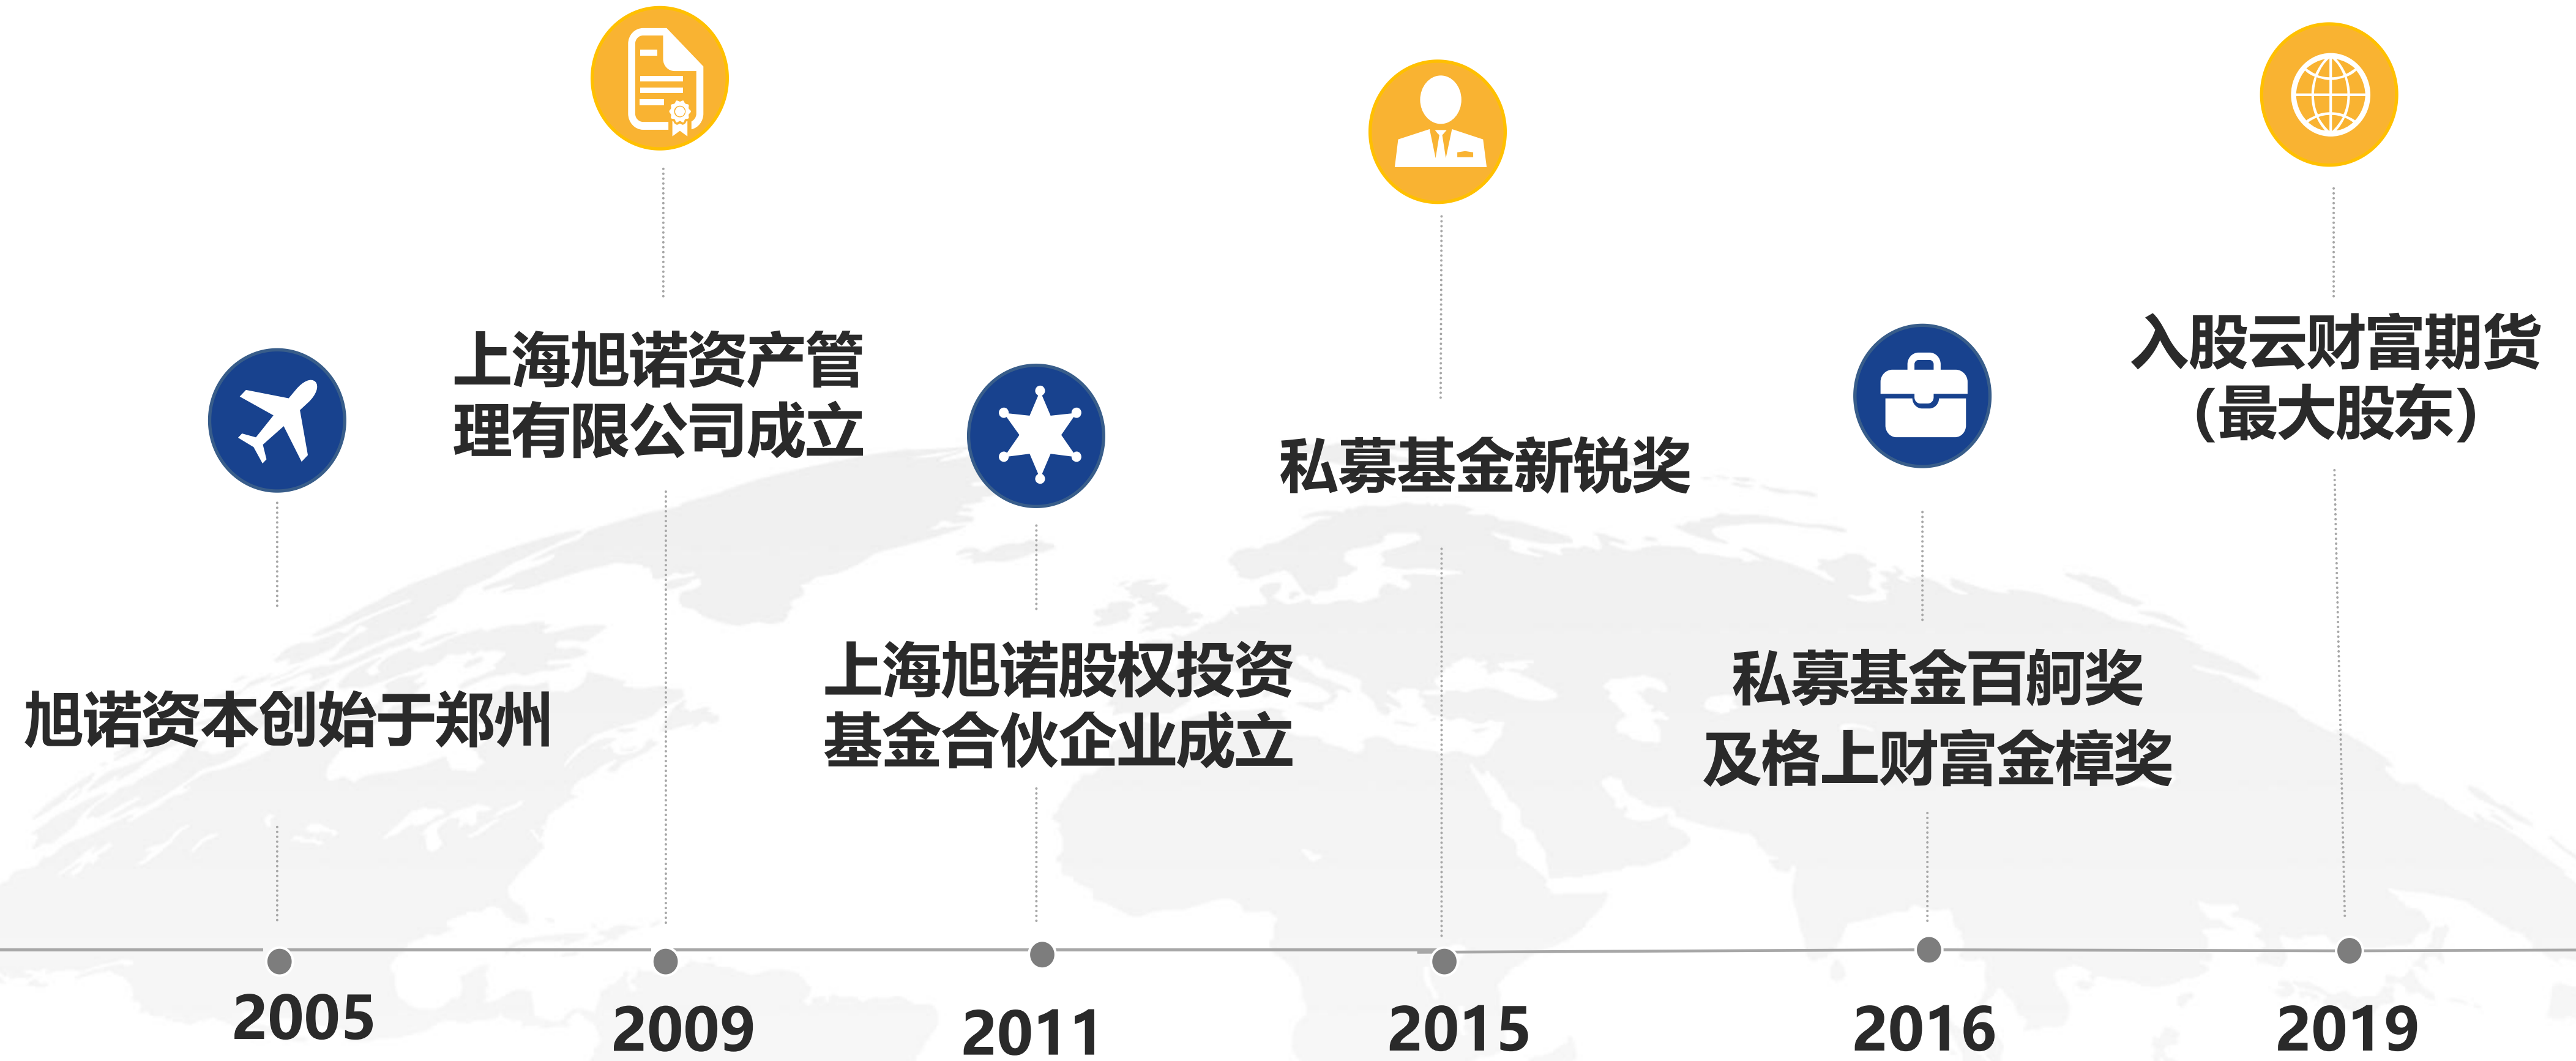 上海旭诺资产管
理有限公司成立
入股云财富期货
(最大股东)
私募基金新锐奖
旭诺资本创始于郑州
上海旭诺股权投资
基金合伙企业成立
私募基金百舸奖
及格上财富金樟奖
2005
2009
2011
2015
2016
2019